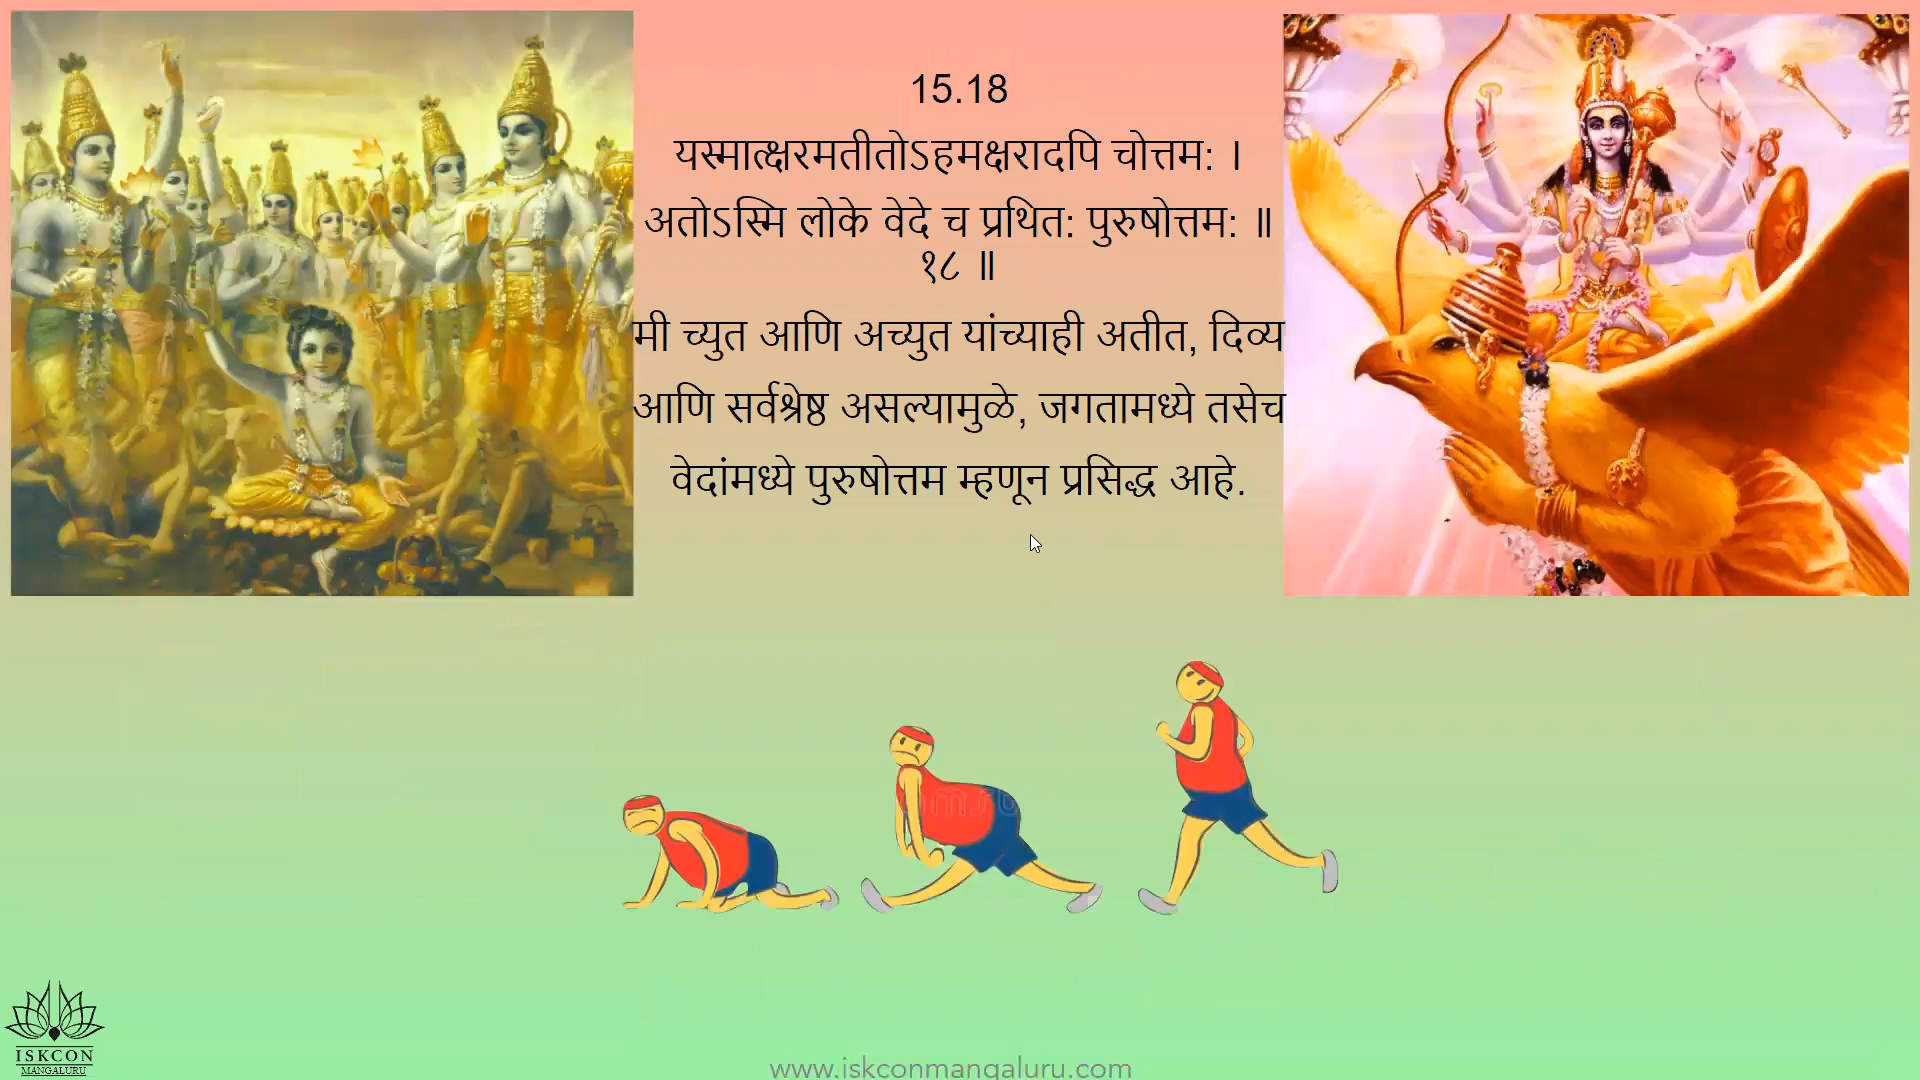 15.18
यस्मात्क्षरमतीतोऽहमक्षरादपि चोत्तम: ।
अतोऽस्मि लोके वेदे च प्रथित: पुरुषोत्तम: ॥
१८ ॥
मी च्युत आणि अच्युत यांच्याही अतीत, दिव्य
आणि सर्वश्रेष्ठ असल्यामुळे, जगतामध्ये तसेच
वेदांमध्ये पुरुषोत्तम म्हणून प्रसिद्ध आहे.
ISKCON
MANGALURU
www.iskconmangaluru.com